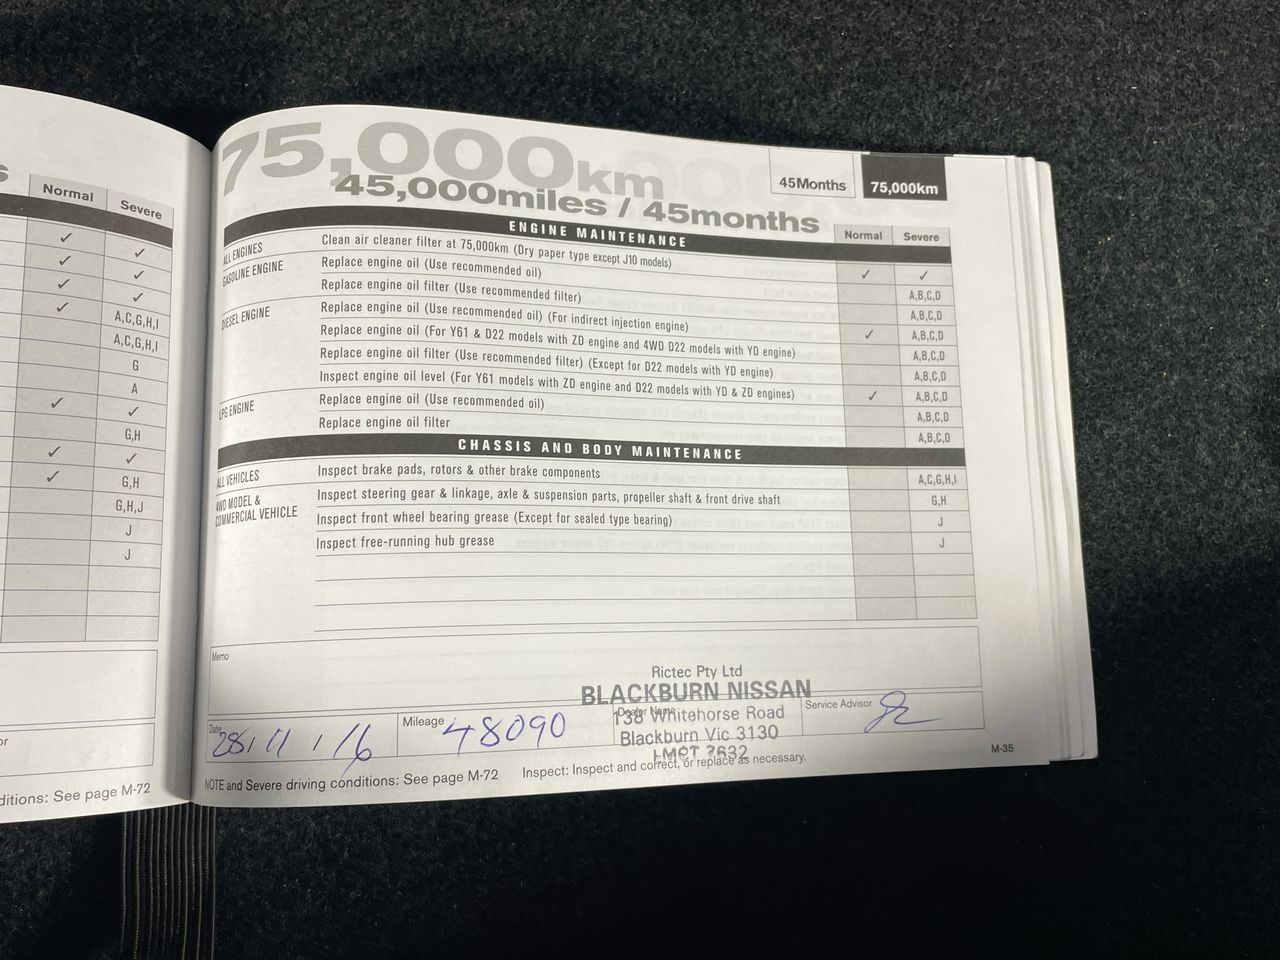 s
Normal Severe
✓ ✓
✓ ✓
✓ ✓
✓ A,C,G,H,I
A,C,G,H,I
G
A
✓ ✓
G,H
✓ ✓
✓ G,H
G,H,J
J
J
or
ditions: See page M-72
75,000km
45,000miles / 45months
45Months 75,000km
ENGINE MAINTENANCE Normal Severe
ALL ENGINES Clean air cleaner filter at 75,000km (Dry paper type except J10 models) ✓ ✓
GASOLINE ENGINE Replace engine oil (Use recommended oil) A,B,C,D
Replace engine oil filter (Use recommended filter) A,B,C,D
DIESEL ENGINE Replace engine oil (Use recommended oil) (For indirect injection engine) ✓ A,B,C,D
Replace engine oil (For Y61 & D22 models with ZD engine and 4WD D22 models with YD engine) A,B,C,D
Replace engine oil filter (Use recommended filter) (Except for D22 models with YD engine) A,B,C,D
Inspect engine oil level (For Y61 models with ZD engine and D22 models with YD & ZD engines) ✓ A,B,C,D
LPG ENGINE Replace engine oil (Use recommended oil) A,B,C,D
Replace engine oil filter A,B,C,D
CHASSIS AND BODY MAINTENANCE
ALL VEHICLES Inspect brake pads, rotors & other brake components A,C,G,H,I
4WD MODEL & COMMERCIAL VEHICLE Inspect steering gear & linkage, axle & suspension parts, propeller shaft & front drive shaft G,H
Inspect front wheel bearing grease (Except for sealed type bearing) J
Inspect free-running hub grease J
Memo
Rictec Pty Ltd
BLACKBURN NISSAN
138 Whitehorse Road
Blackburn Vic 3130
LMCT 7632
Date 28/11/16 Mileage 48090 Dealer Name Service Advisor
NOTE and Severe driving conditions: See page M-72 Inspect: Inspect and correct, or replace as necessary.
M-35